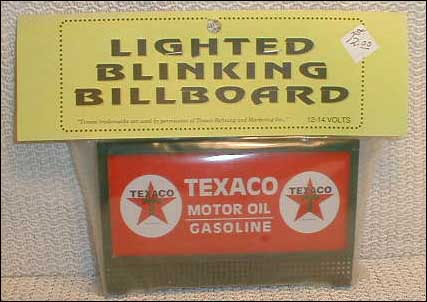 LIGHTED
BLINKING
BILLBOARD
"Texaco trademarks are used by permission of Texaco Refining and Marketing Inc."
12-14 VOLTS
TEXACO
TEXACO
MOTOR OIL
GASOLINE
TEXACO